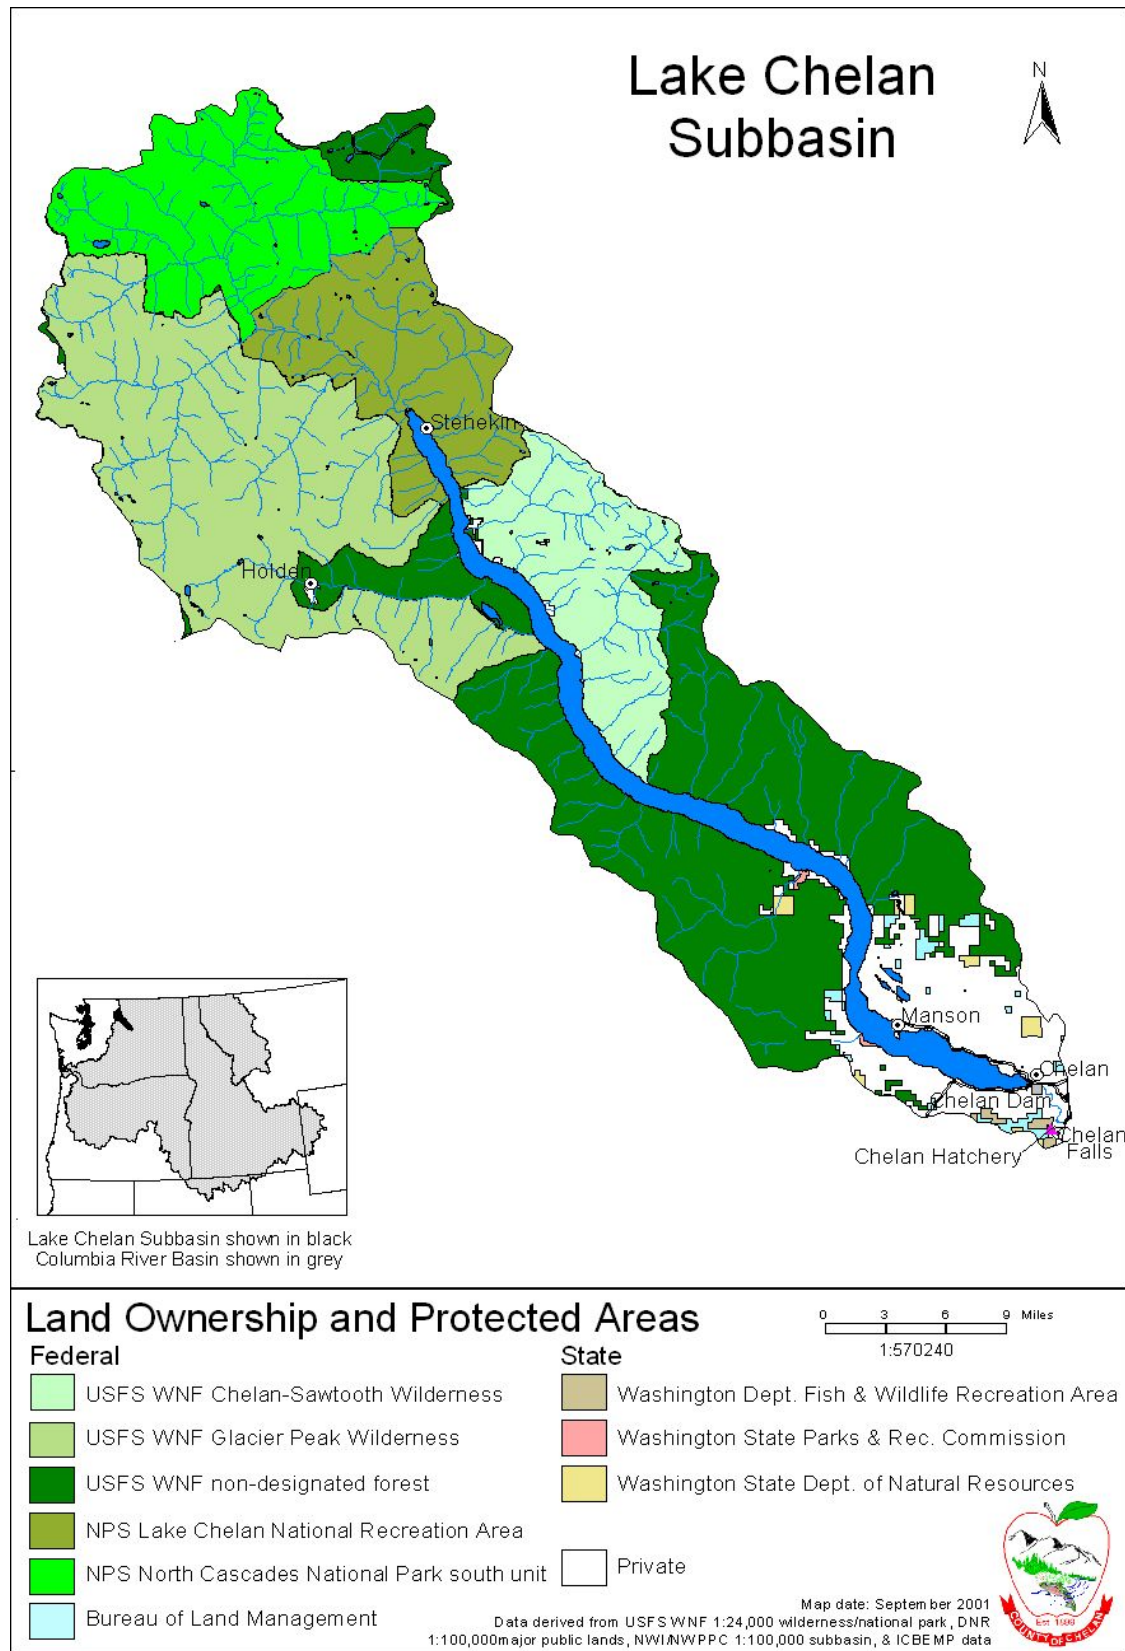 Lake Chelan
Subbasin
N
Stehekin
Holden
Manson
Chelan
Chelan Dam
Chelan
Falls
Chelan Hatchery
Lake Chelan Subbasin shown in black
Columbia River Basin shown in grey
Land Ownership and Protected Areas
0 3 6 9 Miles
1:570240
Federal
USFS WNF Chelan-Sawtooth Wilderness
USFS WNF Glacier Peak Wilderness
USFS WNF non-designated forest
NPS Lake Chelan National Recreation Area
NPS North Cascades National Park south unit
Bureau of Land Management
State
Washington Dept. Fish & Wildlife Recreation Area
Washington State Parks & Rec. Commission
Washington State Dept. of Natural Resources
Private
Map date: September 2001
Data derived from USFS WNF 1:24,000 wilderness/national park, DNR
1:100,000major public lands, NWI/NWPPC 1:100,000 subbasin, & ICBEMP data
Est 1899
COUNTY OF CHELAN